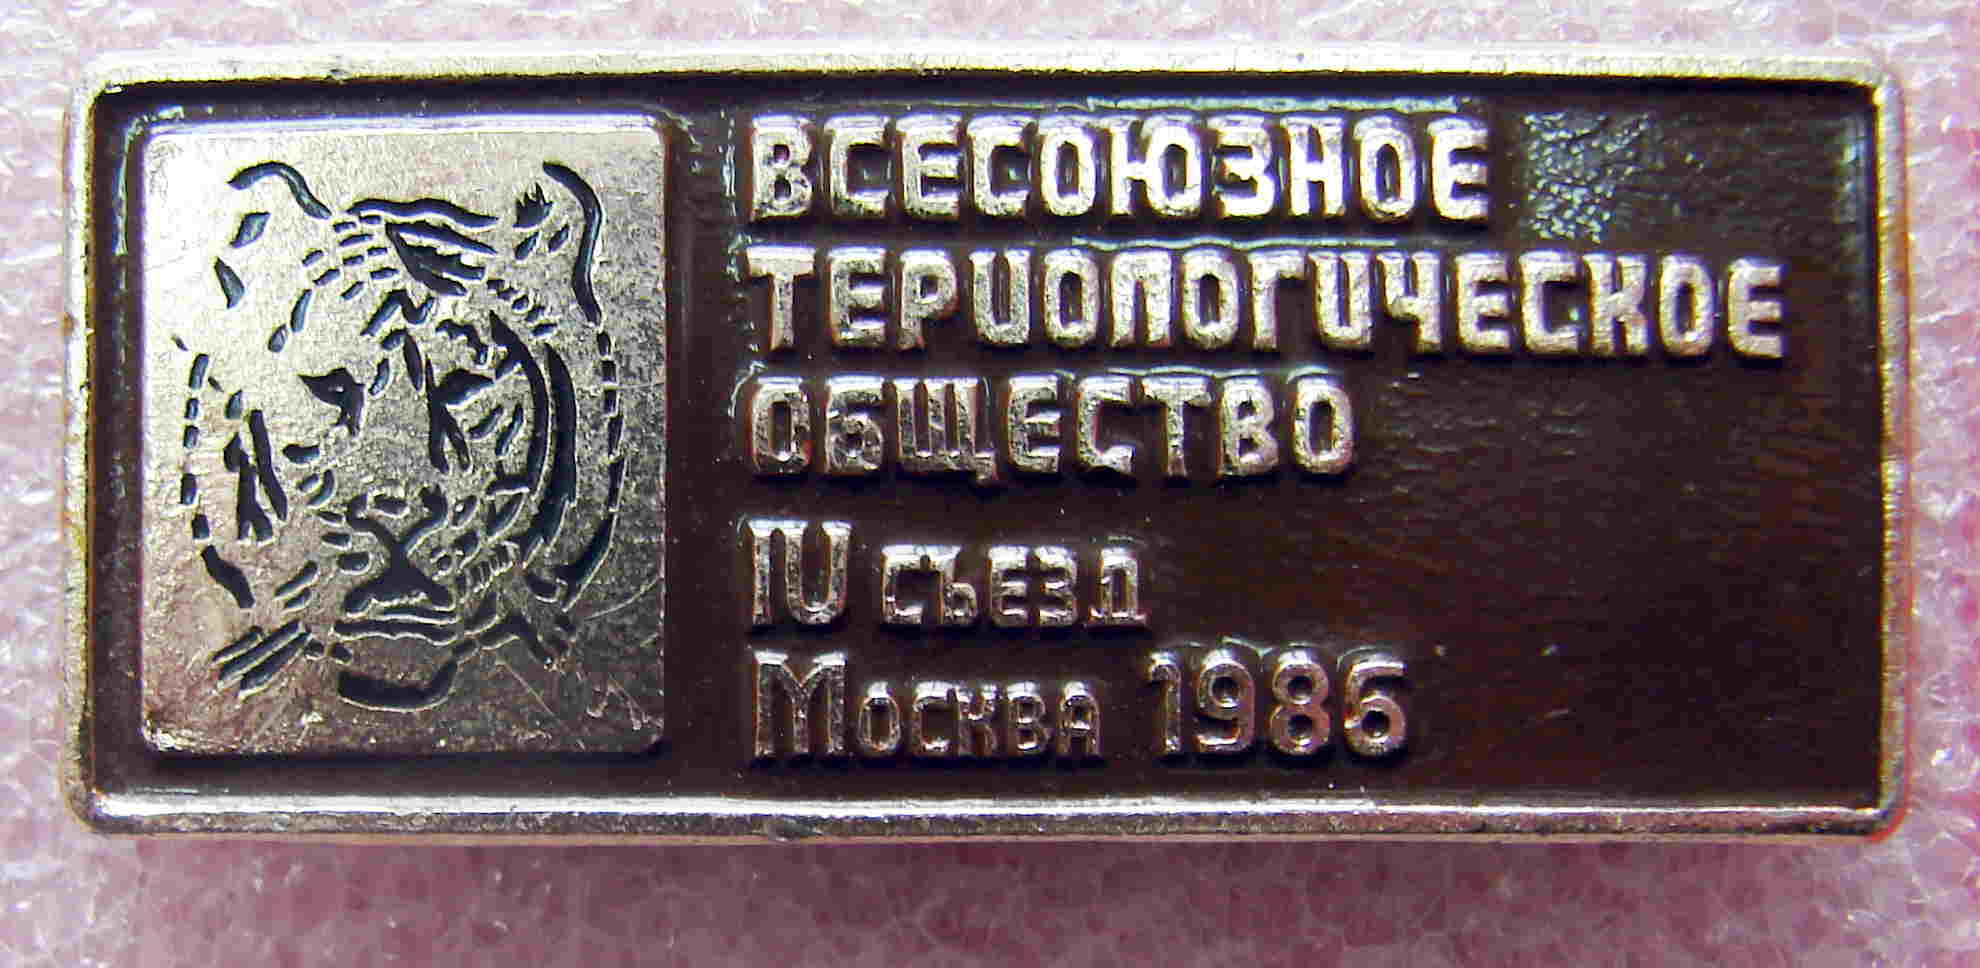 ВСЕСОЮЗНОЕ
ТЕРИОЛОГИЧЕСКОЕ
ОБЩЕСТВО
IV СЪЕЗД
МОСКВА 1986